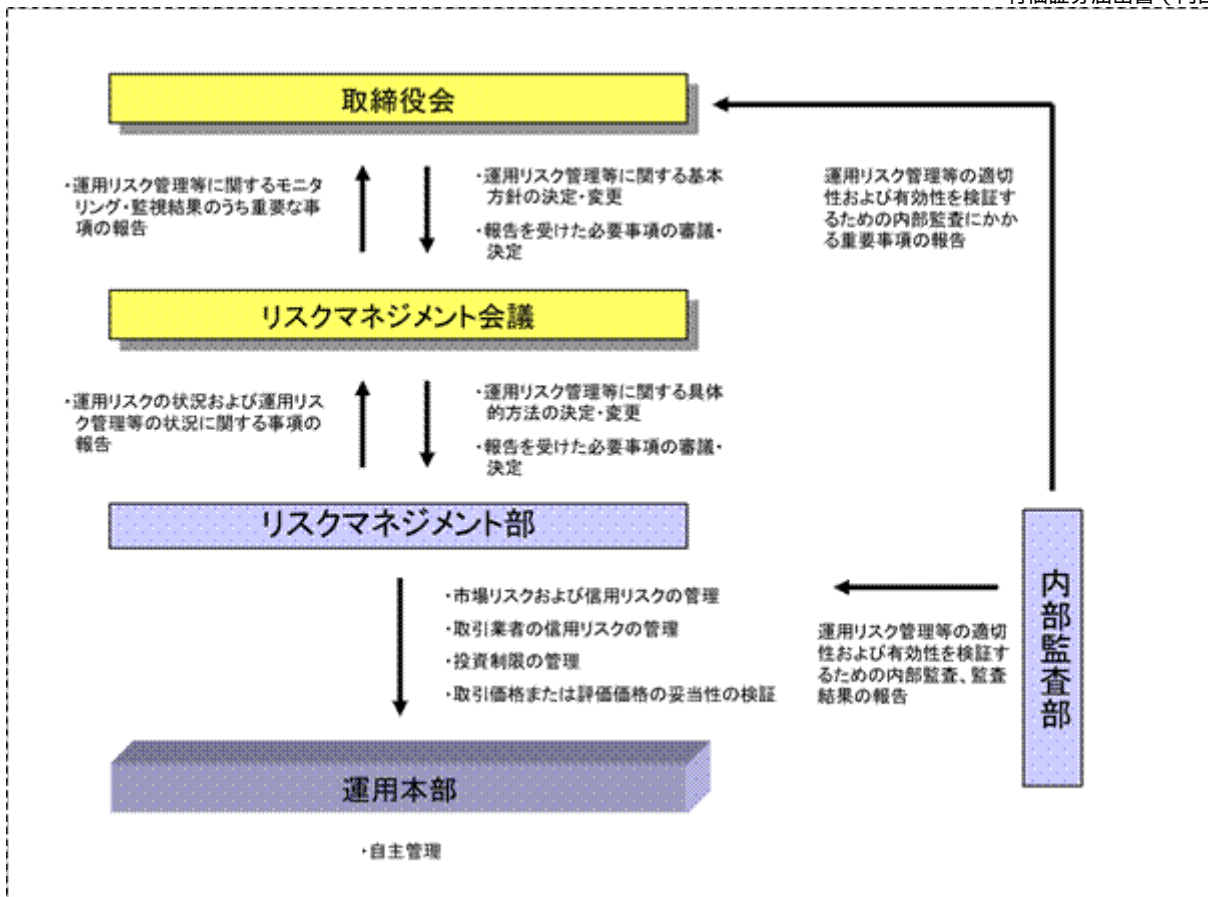 取締役会
・運用リスク管理等に関するモニタ
リング・監視結果のうち重要な事
項の報告
・運用リスク管理等に関する基本
方針の決定・変更
・報告を受けた必要事項の審議・
決定
運用リスク管理等の適切
性および有効性を検証す
るための内部監査にかか
る重要事項の報告
リスクマネジメント会議
・運用リスクの状況および運用リス
ク管理等の状況に関する事項の
報告
・運用リスク管理等に関する具体
的方法の決定・変更
・報告を受けた必要事項の審議・
決定
リスクマネジメント部
・市場リスクおよび信用リスクの管理
・取引業者の信用リスクの管理
・投資制限の管理
・取引価格または評価価格の妥当性の検証
運用リスク管理等の適切
性および有効性を検証す
るための内部監査、監査
結果の報告
内部監査部
運用本部
・自主管理